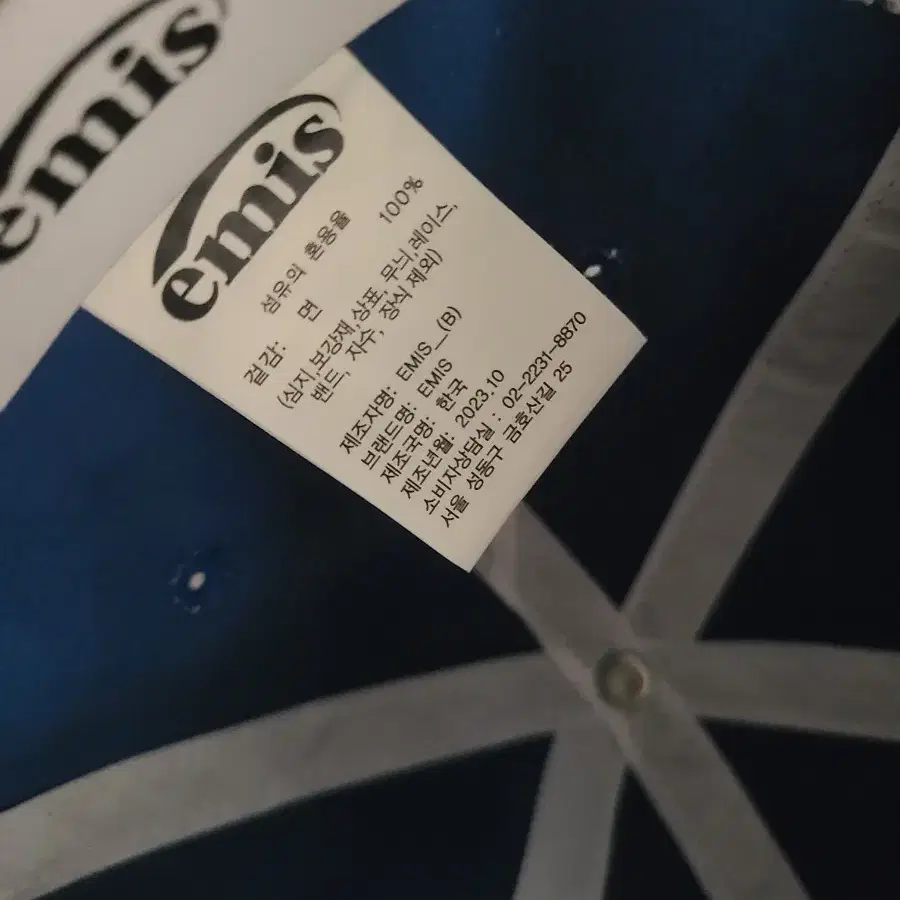 emis
emis
섬유의 혼용율
겉감: 면 100%
(심지,보강재,상표,무늬,레이스,
밴드, 자수, 장식 제외)
제조자명: EMIS_(B)
브랜드명: EMIS
제조국명: 한국
제조년월: 2023.10
소비자상담실 : 02-2231-8870
서울 성동구 금호산길 25